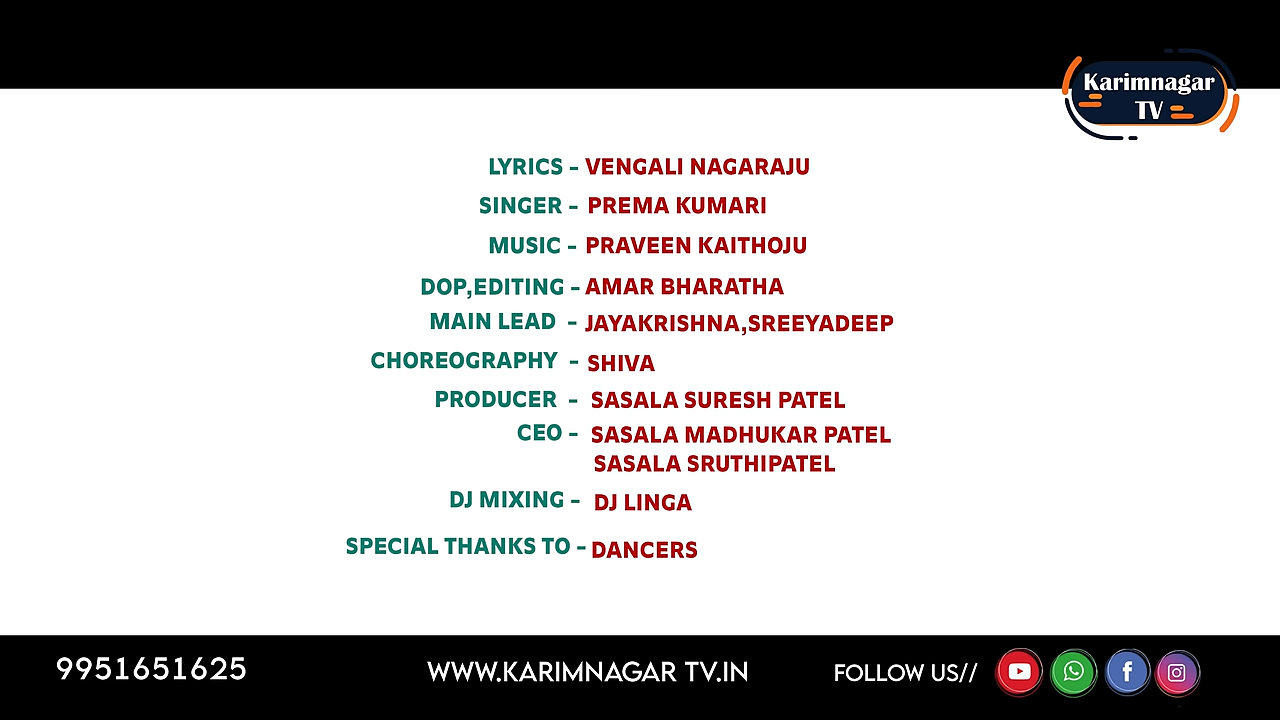 Karimnagar
TV
LYRICS - VENGALI NAGARAJU
SINGER - PREMA KUMARI
MUSIC - PRAVEEN KAITHOJU
DOP,EDITING - AMAR BHARATHA
MAIN LEAD - JAYAKRISHNA,SREEYADEEP
CHOREOGRAPHY - SHIVA
PRODUCER - SASALA SURESH PATEL
CEO - SASALA MADHUKAR PATEL
SASALA SRUTHIPATEL
DJ MIXING - DJ LINGA
SPECIAL THANKS TO - DANCERS
9951651625 WWW.KARIMNAGAR TV.IN FOLLOW US//